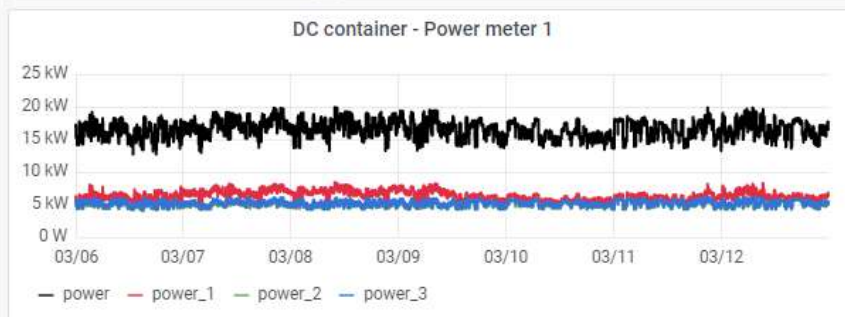 DC container - Power meter 1
25 kW
20 kW
15 kW
10 kW
5 kW
0 W
03/06 03/07 03/08 03/09 03/10 03/11 03/12
power power_1 power_2 power_3